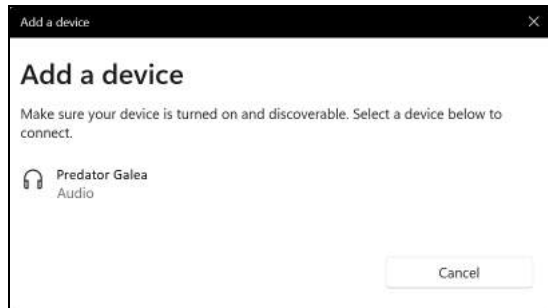 Add a device
Add a device
Make sure your device is turned on and discoverable. Select a device below to
connect.
Predator Galea
Audio
Cancel